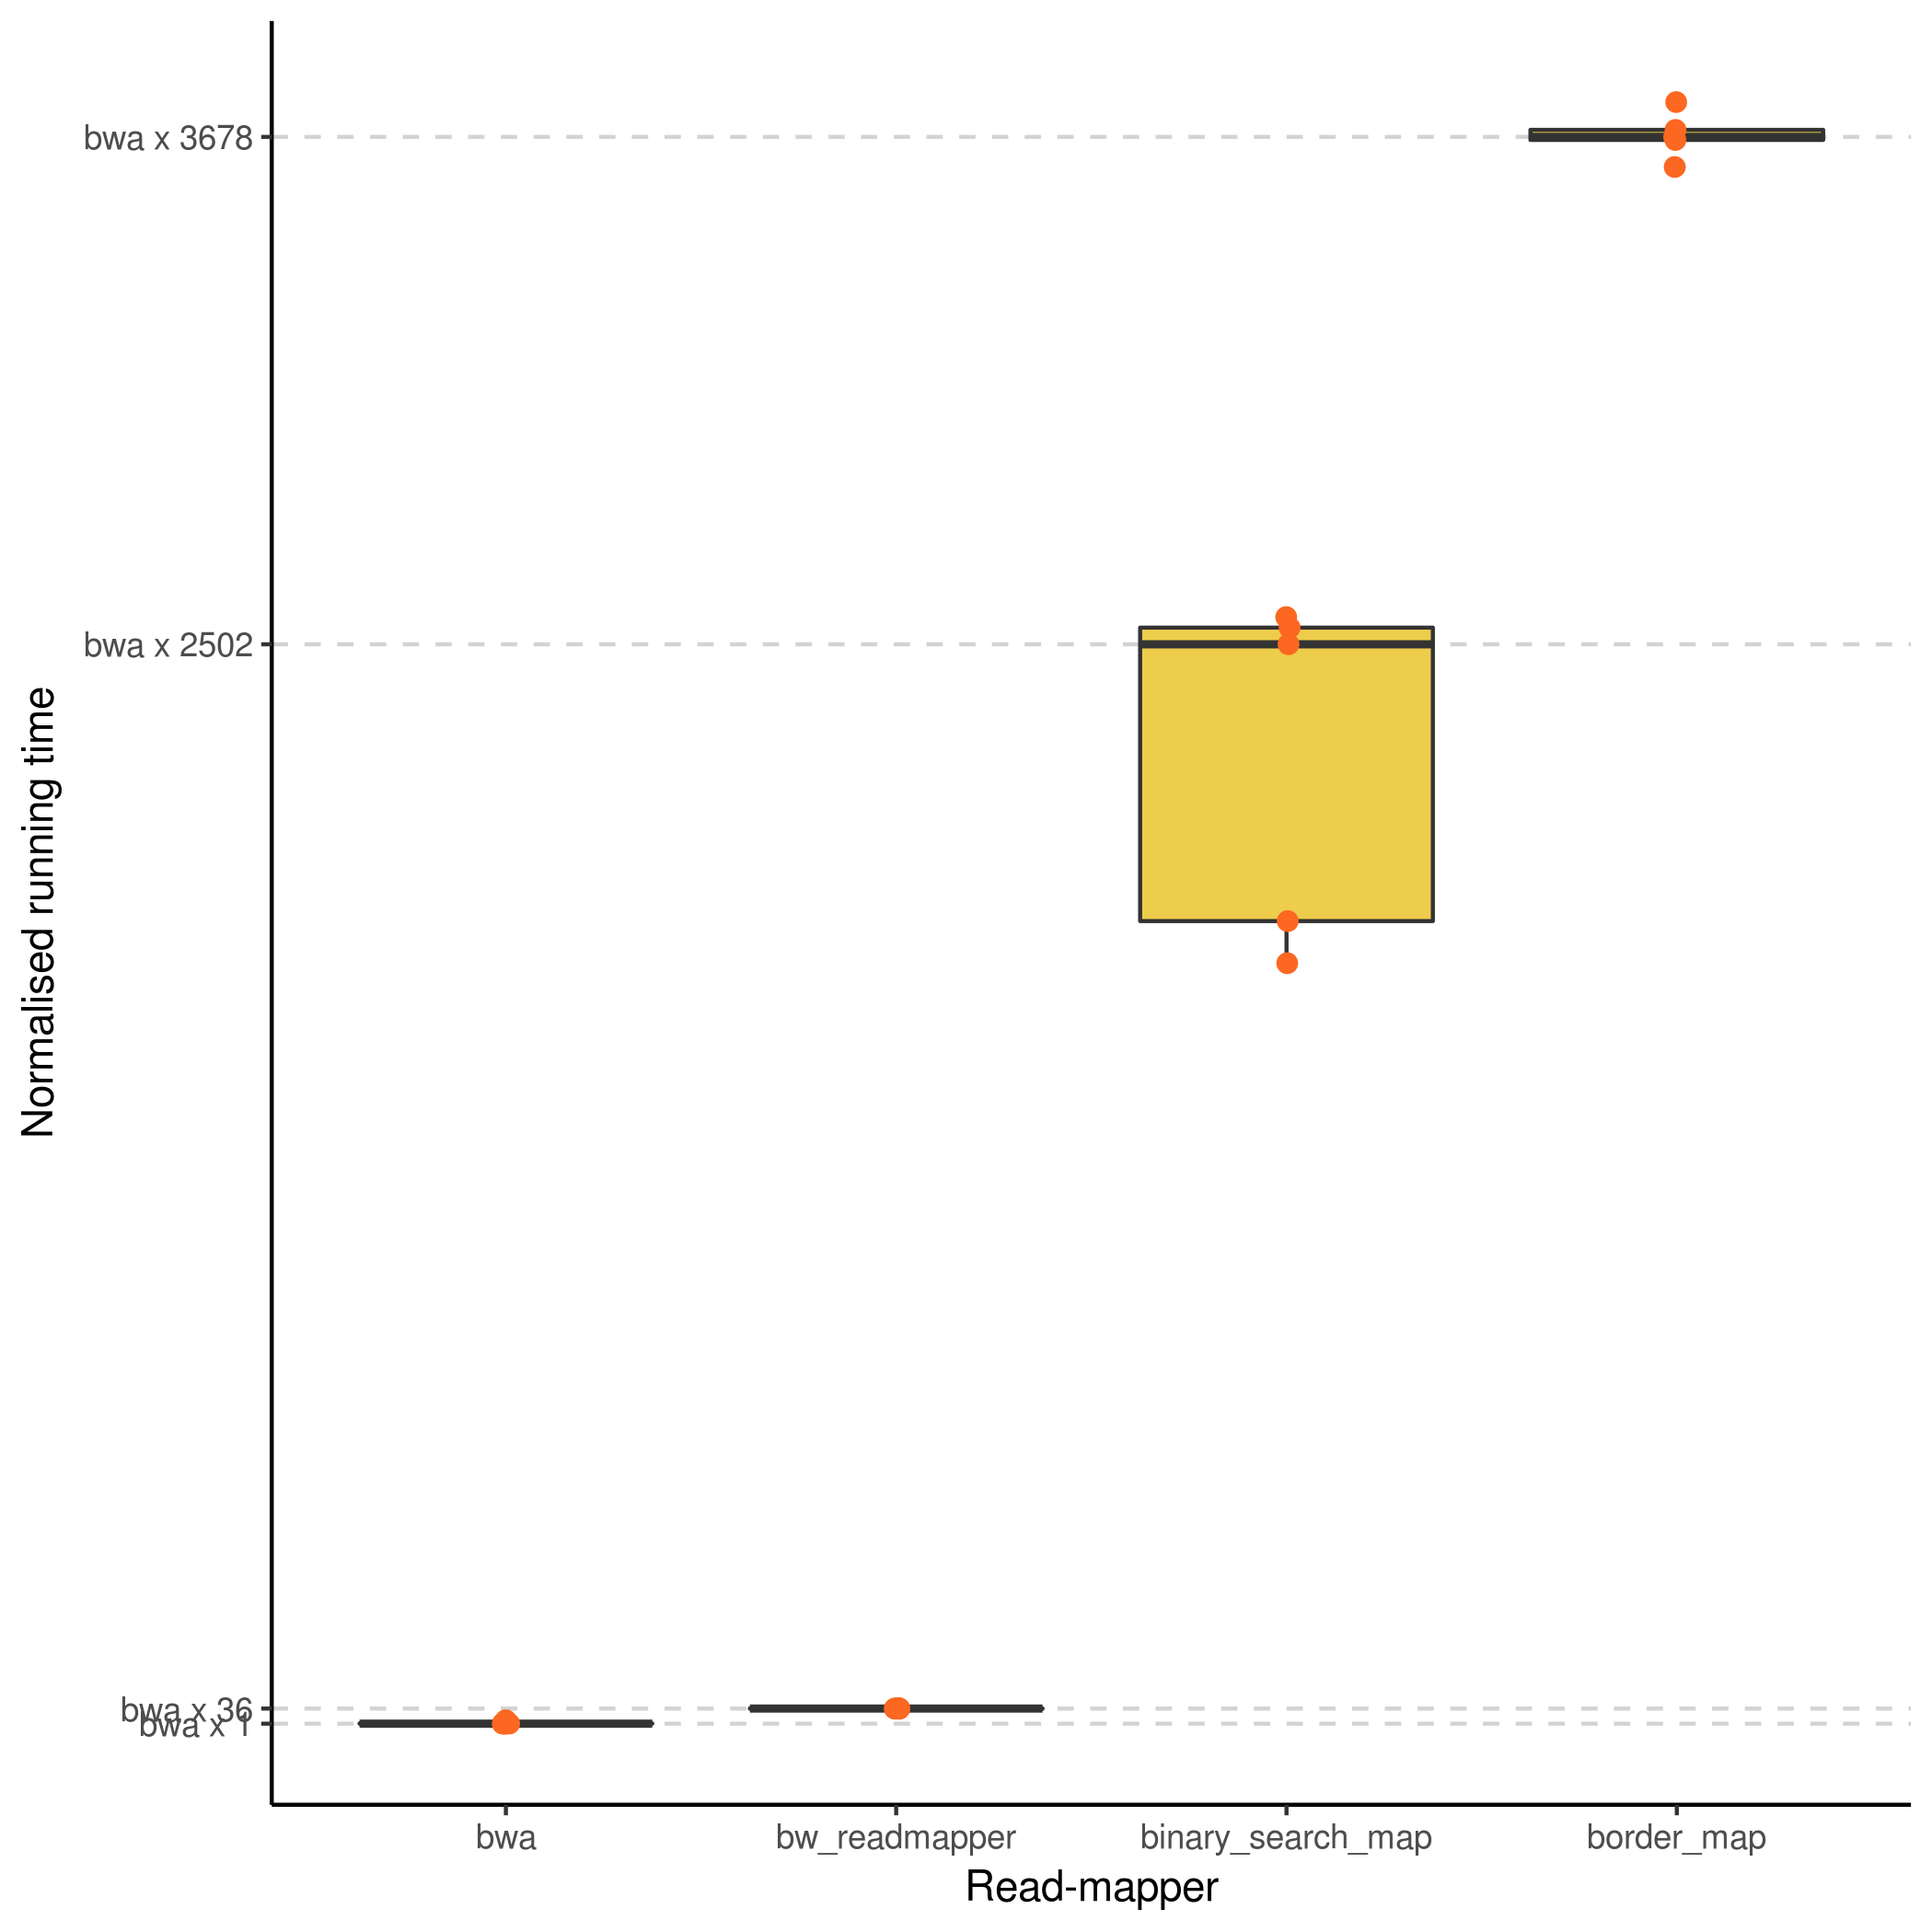 bwa x 3678
bwa x 2502
bwa x 36
bwa x 1
Normalised running time
bwa
bw_readmapper
binary_search_map
border_map
Read-mapper